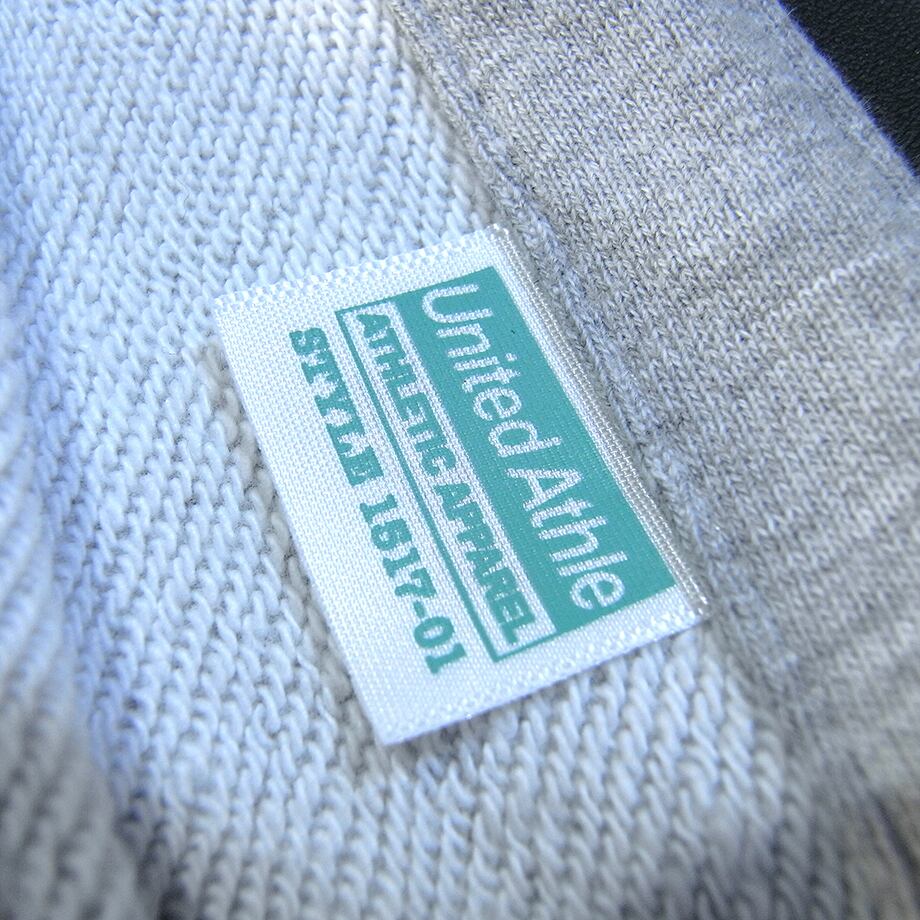 United Athle
ATHLETIC APPAREL
STYLE 1517-01